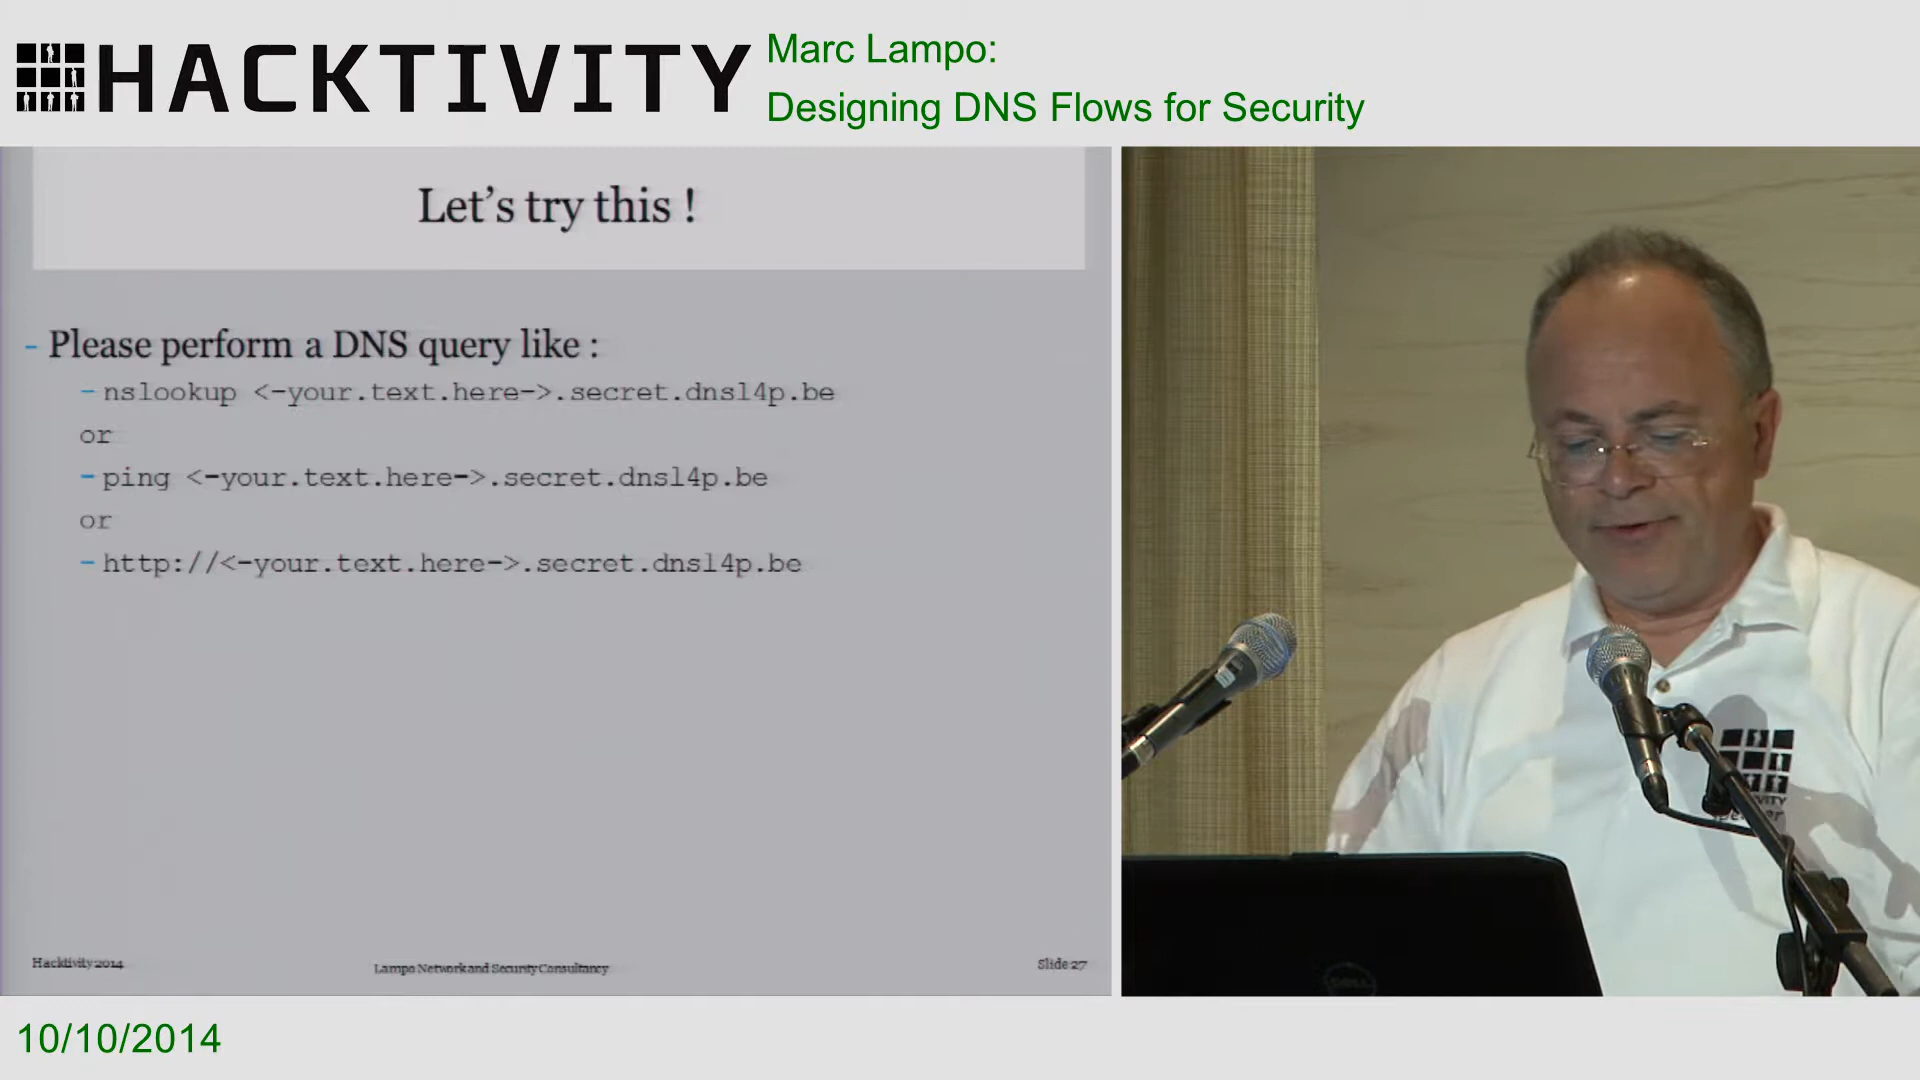 HACKTIVITY
Marc Lampo:
Designing DNS Flows for Security
Let's try this !
- Please perform a DNS query like :
- nslookup <-your.text.here->.secret.dnsl4p.be
or
- ping <-your.text.here->.secret.dnsl4p.be
or
- http://<-your.text.here->.secret.dnsl4p.be
Hacktivity 2014
Lampo Network and Security Consultancy
Slide 27
DELL
10/10/2014